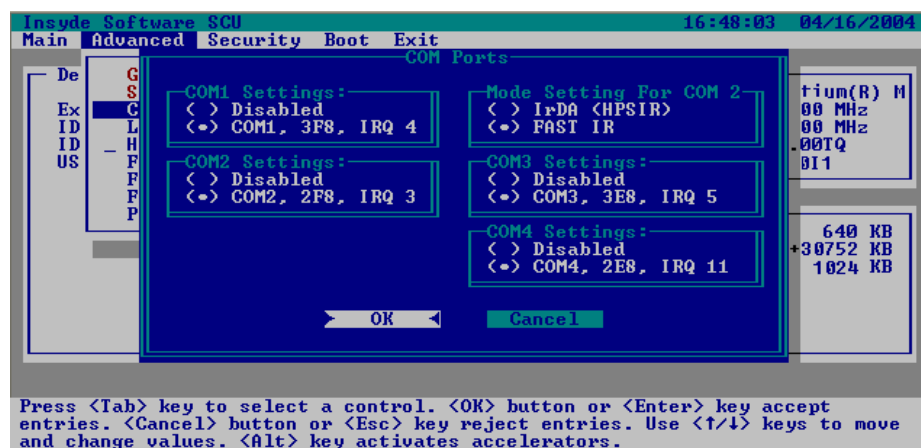 Insyde Software SCU 16:48:03 04/16/2004
Main Advanced Security Boot Exit
COM Ports
De
Ex
ID
ID
US
G
S
C
L
_ H
F
F
F
P
COM1 Settings:
( ) Disabled
(•) COM1, 3F8, IRQ 4
COM2 Settings:
( ) Disabled
(•) COM2, 2F8, IRQ 3
Mode Setting For COM 2
( ) IrDA (HPSIR)
(•) FAST IR
COM3 Settings:
( ) Disabled
(•) COM3, 3E8, IRQ 5
COM4 Settings:
( ) Disabled
(•) COM4, 2E8, IRQ 11
OK Cancel
tium(R) M
00 MHz
00 MHz
.00TQ
0I1
640 KB
+30752 KB
1024 KB
Press <Tab> key to select a control. <OK> button or <Enter> key accept
entries. <Cancel> button or <Esc> key reject entries. Use <↑/↓> keys to move
and change values. <Alt> key activates accelerators.